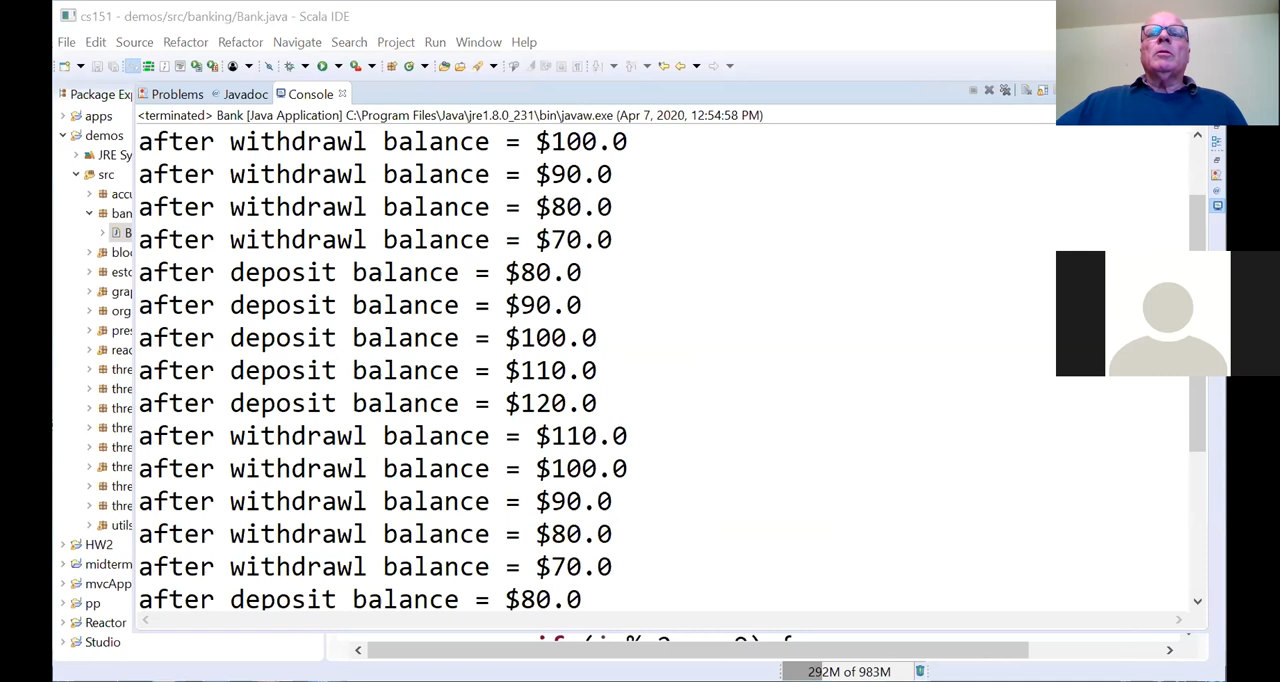 cs151 - demos/src/banking/Bank.java - Scala IDE
File Edit Source Refactor Refactor Navigate Search Project Run Window Help
Package Exp
Problems @ Javadoc Console
<terminated> Bank [Java Application] C:\Program Files\Java\jre1.8.0_231\bin\javaw.exe (Apr 7, 2020, 12:54:58 PM)
apps
demos
JRE Sy
src
accu
ban
B
bloc
esto
grap
org
pres
reac
thre
thre
thre
thre
thre
thre
thre
thre
utils
HW2
midterm
mvcApp
pp
Reactor
Studio
after withdrawl balance = $100.0
after withdrawl balance = $90.0
after withdrawl balance = $80.0
after withdrawl balance = $70.0
after deposit balance = $80.0
after deposit balance = $90.0
after deposit balance = $100.0
after deposit balance = $110.0
after deposit balance = $120.0
after withdrawl balance = $110.0
after withdrawl balance = $100.0
after withdrawl balance = $90.0
after withdrawl balance = $80.0
after withdrawl balance = $70.0
after deposit balance = $80.0
292M of 983M